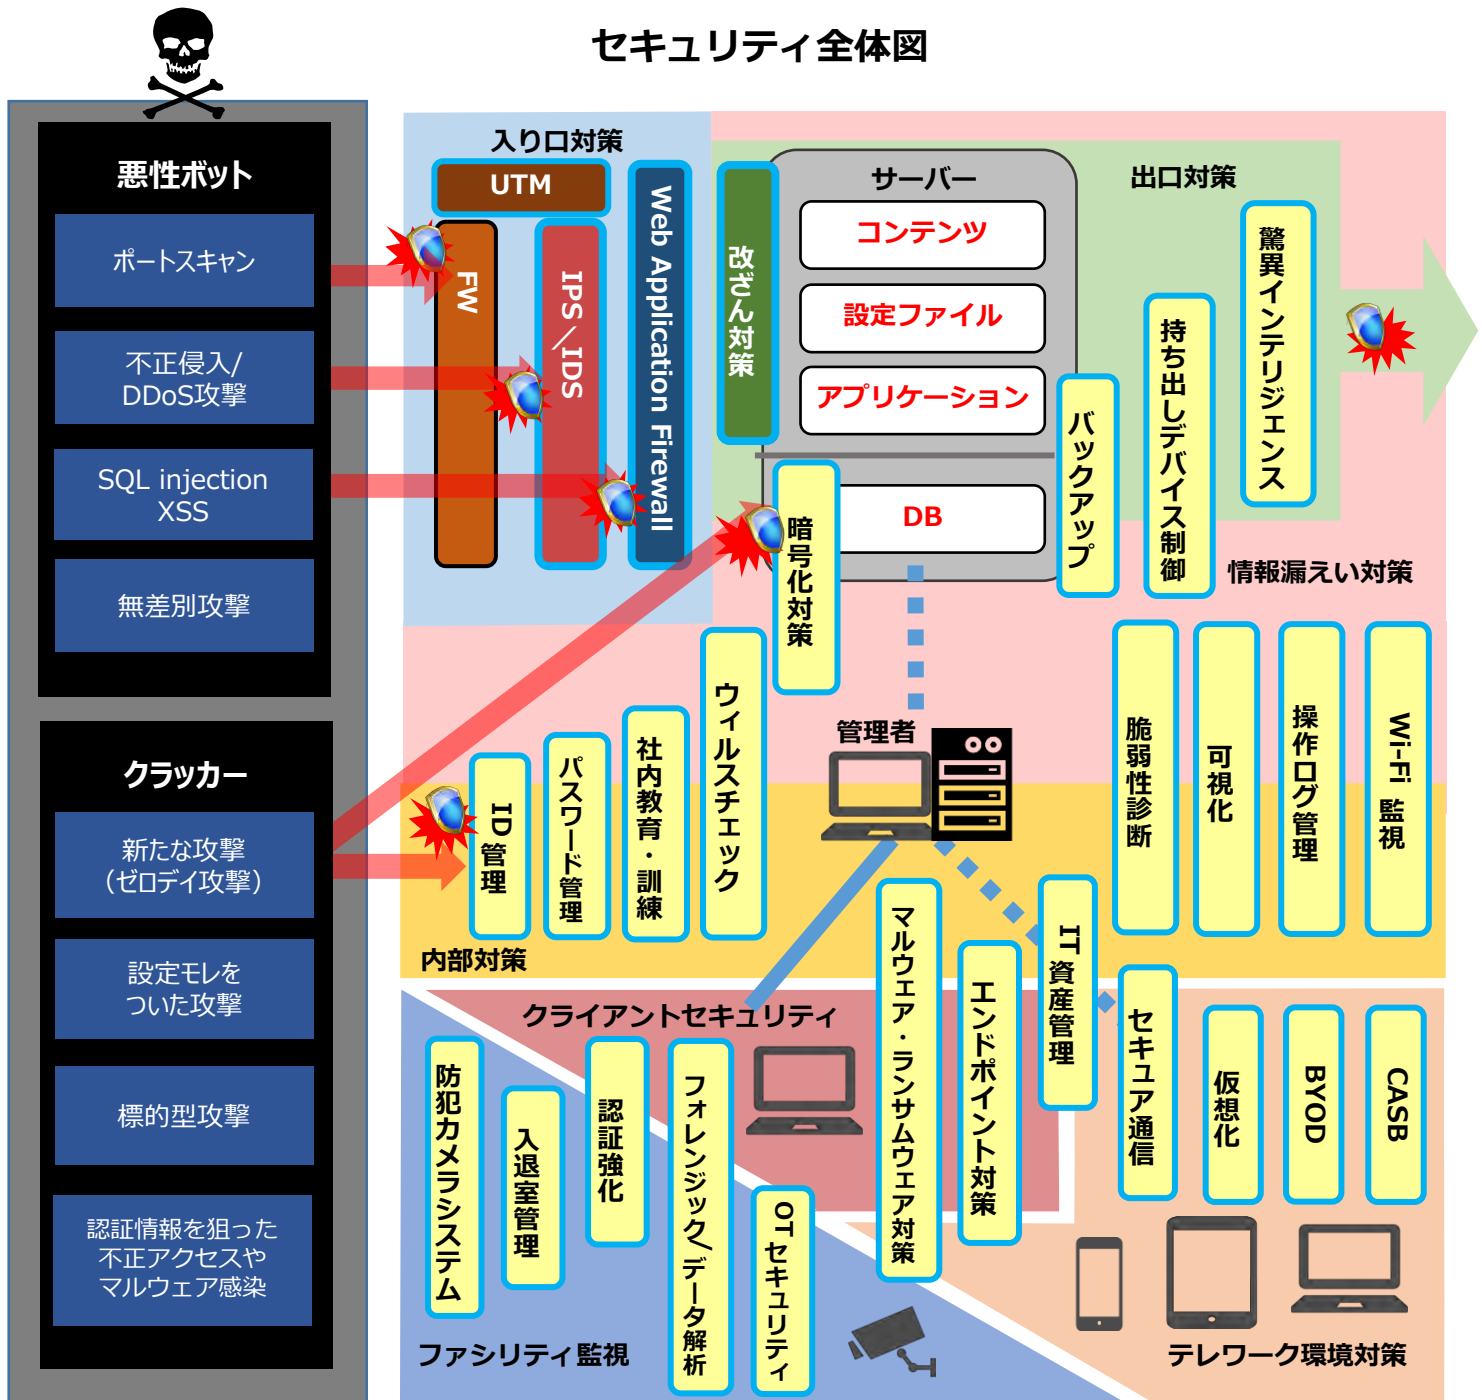 セキュリティ全体図
悪性ボット
ポートスキャン
不正侵入/
DDoS攻撃
SQL injection
XSS
無差別攻撃
クラッカー
新たな攻撃
（ゼロデイ攻撃）
設定モレを
ついた攻撃
標的型攻撃
認証情報を狙った
不正アクセスや
マルウェア感染
入り口対策
UTM
FW
IPS／IDS
Web Application Firewall
改ざん対策
サーバー
コンテンツ
設定ファイル
アプリケーション
DB
暗号化対策
バックアップ
出口対策
持ち出しデバイス制御
驚異インテリジェンス
情報漏えい対策
ID管理
パスワード管理
社内教育・訓練
ウィルスチェック
管理者
脆弱性診断
可視化
操作ログ管理
Wi-Fi監視
内部対策
クライアントセキュリティ
マルウェア・ランサムウェア対策
エンドポイント対策
IT資産管理
セキュア通信
仮想化
BYOD
CASB
防犯カメラシステム
入退室管理
認証強化
フォレンジック/データ解析
OTセキュリティ
ファシリティ監視
テレワーク環境対策